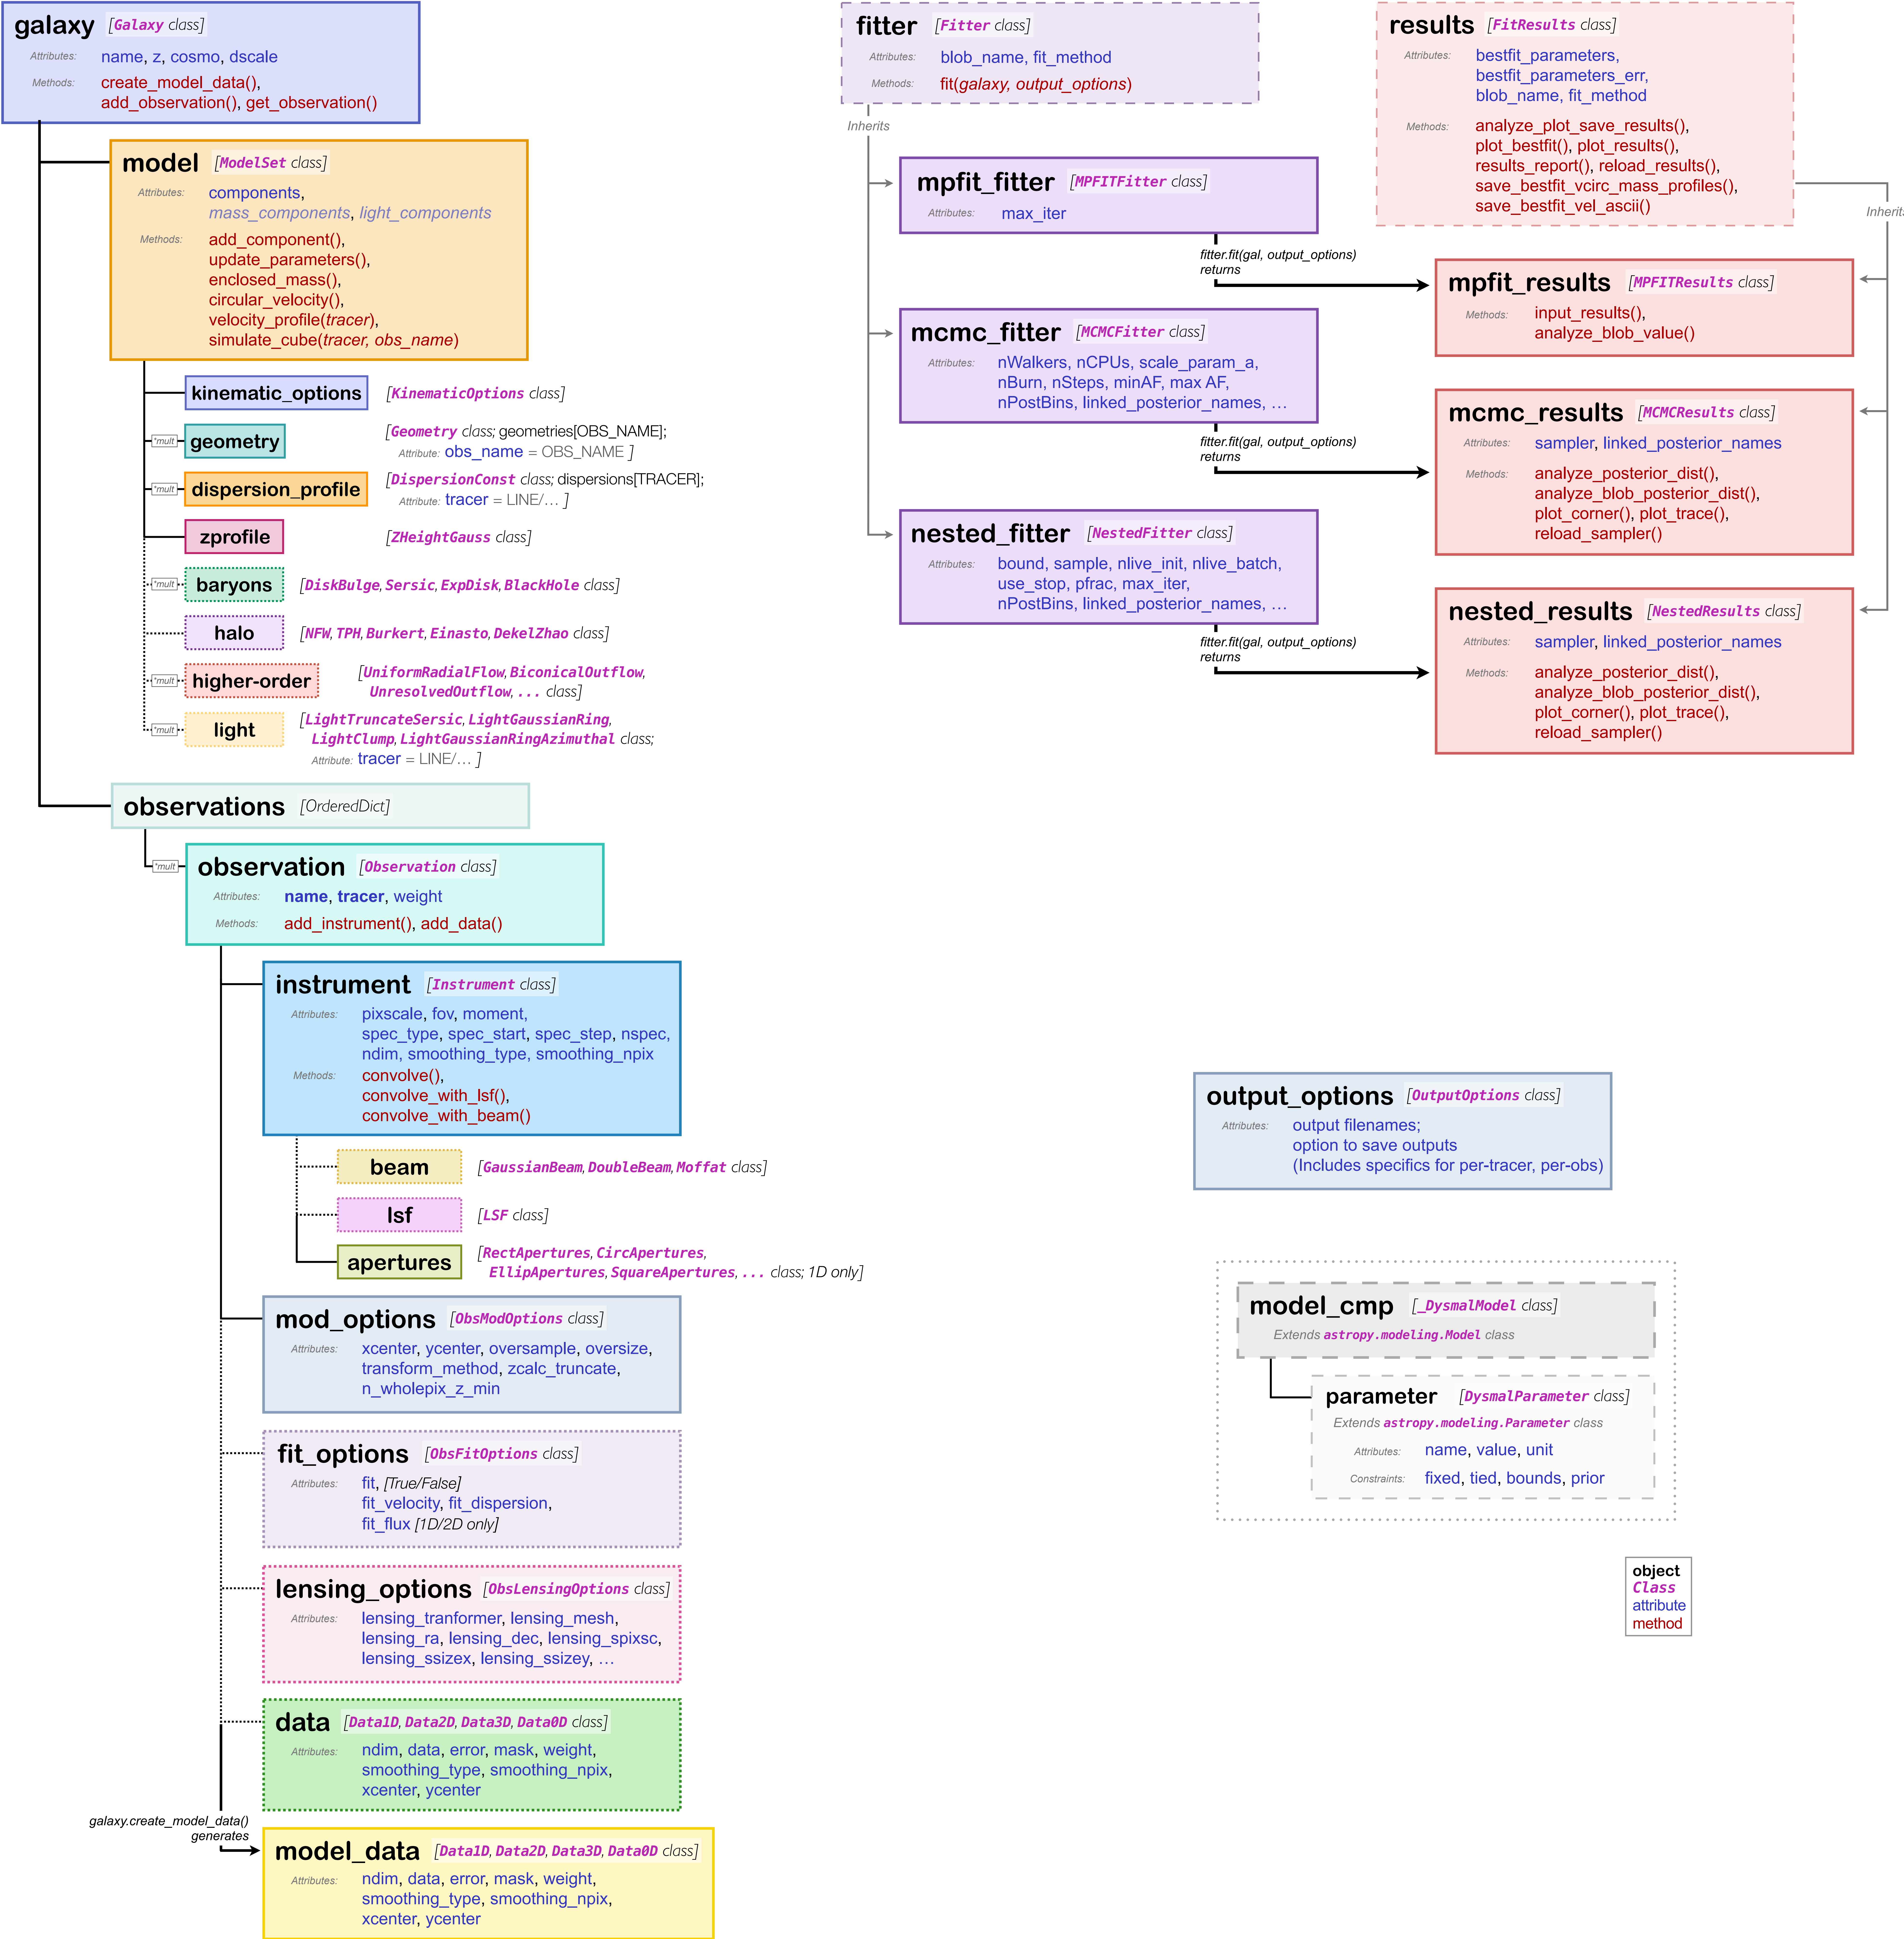 galaxy [Galaxy class]
Attributes: name, z, cosmo, dscale
Methods: create_model_data(),
add_observation(), get_observation()
model [ModelSet class]
Attributes: components,
mass_components, light_components
Methods: add_component(),
update_parameters(),
enclosed_mass(),
circular_velocity(),
velocity_profile(tracer),
simulate_cube(tracer, obs_name)
kinematic_options [KinematicOptions class]
*mult geometry [Geometry class; geometries[OBS_NAME];
Attribute: obs_name = OBS_NAME ]
*mult dispersion_profile [DispersionConst class; dispersions[TRACER];
Attribute: tracer = LINE/… ]
zprofile [ZHeightGauss class]
*mult baryons [DiskBulge, Sersic, ExpDisk, BlackHole class]
halo [NFW, TPH, Burkert, Einasto, DekelZhao class]
*mult higher-order [UniformRadialFlow, BiconicalOutflow,
UnresolvedOutflow, ... class]
*mult light [LightTruncateSersic, LightGaussianRing,
LightClump, LightGaussianRingAzimuthal class;
Attribute: tracer = LINE/… ]
observations [OrderedDict]
*mult observation [Observation class]
Attributes: name, tracer, weight
Methods: add_instrument(), add_data()
instrument [Instrument class]
Attributes: pixscale, fov, moment,
spec_type, spec_start, spec_step, nspec,
ndim, smoothing_type, smoothing_npix
Methods: convolve(),
convolve_with_lsf(),
convolve_with_beam()
beam [GaussianBeam, DoubleBeam, Moffat class]
lsf [LSF class]
apertures [RectApertures, CircApertures,
EllipApertures, SquareApertures, ... class; 1D only]
mod_options [ObsModOptions class]
Attributes: xcenter, ycenter, oversample, oversize,
transform_method, zcalc_truncate,
n_wholepix_z_min
fit_options [ObsFitOptions class]
Attributes: fit, [True/False]
fit_velocity, fit_dispersion,
fit_flux [1D/2D only]
lensing_options [ObsLensingOptions class]
Attributes: lensing_tranformer, lensing_mesh,
lensing_ra, lensing_dec, lensing_spixsc,
lensing_ssizex, lensing_ssizey, …
data [Data1D, Data2D, Data3D, Data0D class]
Attributes: ndim, data, error, mask, weight,
smoothing_type, smoothing_npix,
xcenter, ycenter
galaxy.create_model_data()
generates
model_data [Data1D, Data2D, Data3D, Data0D class]
Attributes: ndim, data, error, mask, weight,
smoothing_type, smoothing_npix,
xcenter, ycenter
fitter [Fitter class]
Attributes: blob_name, fit_method
Methods: fit(galaxy, output_options)
Inherits
mpfit_fitter [MPFITFitter class]
Attributes: max_iter
fitter.fit(gal, output_options)
returns
mcmc_fitter [MCMCFitter class]
Attributes: nWalkers, nCPUs, scale_param_a,
nBurn, nSteps, minAF, max AF,
nPostBins, linked_posterior_names, …
fitter.fit(gal, output_options)
returns
nested_fitter [NestedFitter class]
Attributes: bound, sample, nlive_init, nlive_batch,
use_stop, pfrac, max_iter,
nPostBins, linked_posterior_names, …
fitter.fit(gal, output_options)
returns
results [FitResults class]
Attributes: bestfit_parameters,
bestfit_parameters_err,
blob_name, fit_method
Methods: analyze_plot_save_results(),
plot_bestfit(), plot_results(),
results_report(), reload_results(),
save_bestfit_vcirc_mass_profiles(),
save_bestfit_vel_ascii()
Inherits
mpfit_results [MPFITResults class]
Methods: input_results(),
analyze_blob_value()
mcmc_results [MCMCResults class]
Attributes: sampler, linked_posterior_names
Methods: analyze_posterior_dist(),
analyze_blob_posterior_dist(),
plot_corner(), plot_trace(),
reload_sampler()
nested_results [NestedResults class]
Attributes: sampler, linked_posterior_names
Methods: analyze_posterior_dist(),
analyze_blob_posterior_dist(),
plot_corner(), plot_trace(),
reload_sampler()
output_options [OutputOptions class]
Attributes: output filenames;
option to save outputs
(Includes specifics for per-tracer, per-obs)
model_cmp [_DysmalModel class]
Extends astropy.modeling.Model class
parameter [DysmalParameter class]
Extends astropy.modeling.Parameter class
Attributes: name, value, unit
Constraints: fixed, tied, bounds, prior
object
Class
attribute
method